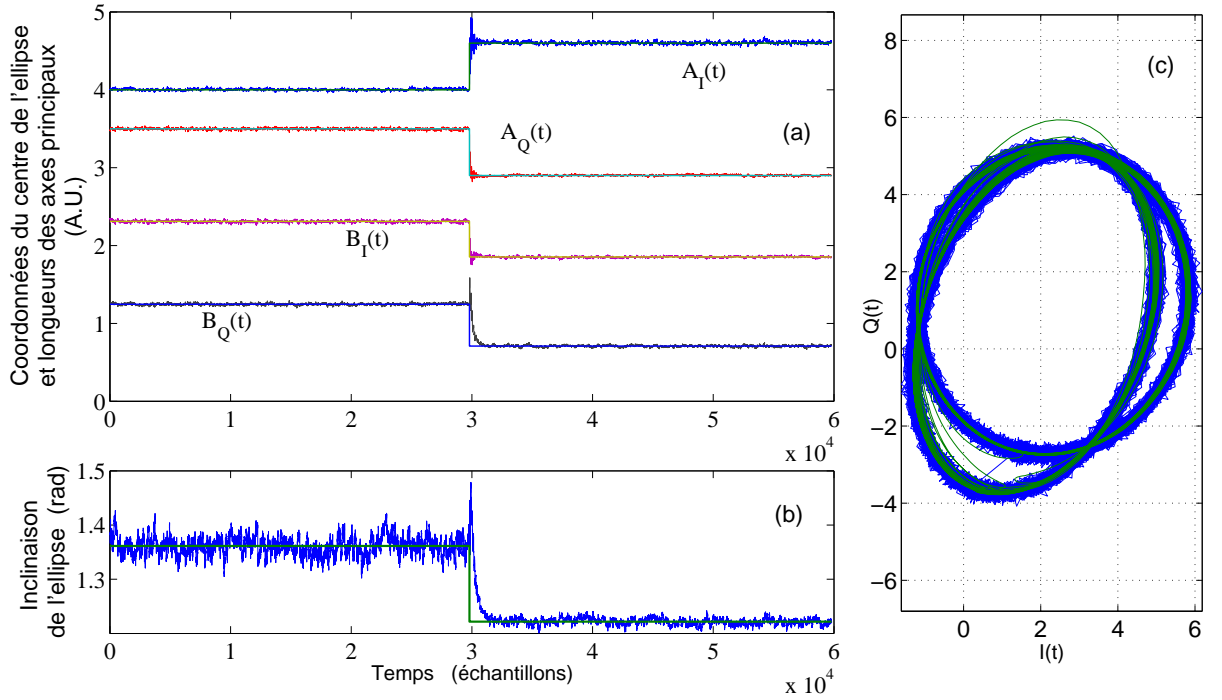 Coordonnées du centre de l'ellipse
et longueurs des axes principaux
(A.U.)
5
4
3
2
1
0
A_I(t)
A_Q(t)
(a)
B_I(t)
B_Q(t)
0
1
2
3
4
5
6
x 10^4
Inclinaison (rad)
de l'ellipse
1.5
1.4
1.3
(b)
0
1
2
3
4
5
6
Temps (échantillons)
x 10^4
(c)
Q(t)
8
6
4
2
0
−2
−4
−6
0
2
4
6
I(t)